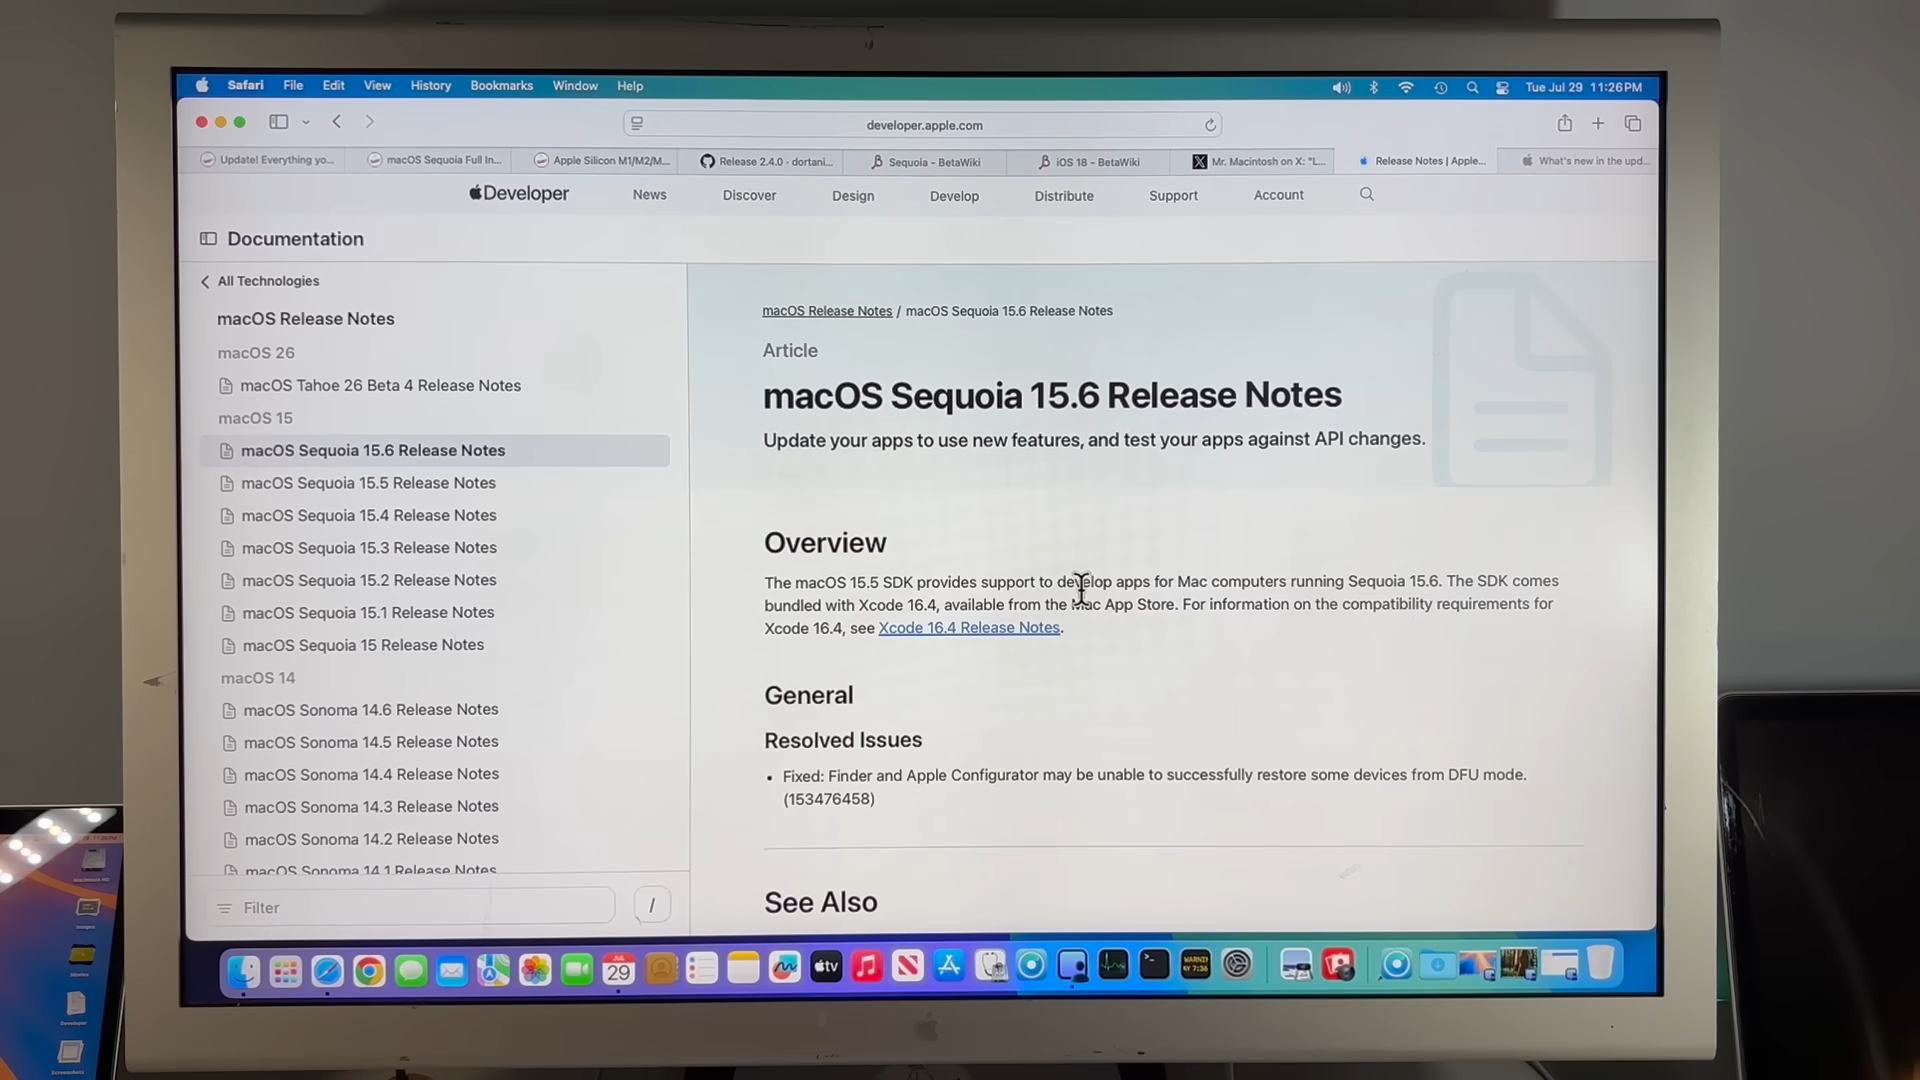 Safari File Edit View History Bookmarks Window Help
Tue Jul 29 11:26 PM
developer.apple.com
Update! Everything yo...
macOS Sequoia Full In...
Apple Silicon M1/M2/M...
Release 2.4.0 · dortani...
Sequoia - BetaWiki
iOS 18 - BetaWiki
Mr. Macintosh on X: "L...
Release Notes | Apple...
What's new in the upd...
Developer
News
Discover
Design
Develop
Distribute
Support
Account
Documentation
All Technologies
macOS Release Notes
macOS 26
macOS Tahoe 26 Beta 4 Release Notes
macOS 15
macOS Sequoia 15.6 Release Notes
macOS Sequoia 15.5 Release Notes
macOS Sequoia 15.4 Release Notes
macOS Sequoia 15.3 Release Notes
macOS Sequoia 15.2 Release Notes
macOS Sequoia 15.1 Release Notes
macOS Sequoia 15 Release Notes
macOS 14
macOS Sonoma 14.6 Release Notes
macOS Sonoma 14.5 Release Notes
macOS Sonoma 14.4 Release Notes
macOS Sonoma 14.3 Release Notes
macOS Sonoma 14.2 Release Notes
macOS Sonoma 14.1 Release Notes
Filter
/
macOS Release Notes / macOS Sequoia 15.6 Release Notes
Article
macOS Sequoia 15.6 Release Notes
Update your apps to use new features, and test your apps against API changes.
Overview
The macOS 15.5 SDK provides support to develop apps for Mac computers running Sequoia 15.6. The SDK comes
bundled with Xcode 16.4, available from the Mac App Store. For information on the compatibility requirements for
Xcode 16.4, see Xcode 16.4 Release Notes.
General
Resolved Issues
• Fixed: Finder and Apple Configurator may be unable to successfully restore some devices from DFU mode.
(153476458)
See Also
JUL
29
tv
Macintosh HD
Images
Movies
Developer
Screenshots